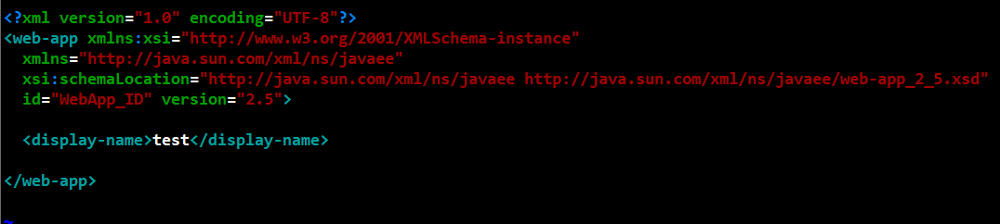 <?xml version="1.0" encoding="UTF-8"?>
<web-app xmlns:xsi="http://www.w3.org/2001/XMLSchema-instance"
xmlns="http://java.sun.com/xml/ns/javaee"
xsi:schemaLocation="http://java.sun.com/xml/ns/javaee http://java.sun.com/xml/ns/javaee/web-app_2_5.xsd"
id="WebApp_ID" version="2.5">
<display-name>test</display-name>
</web-app>
~